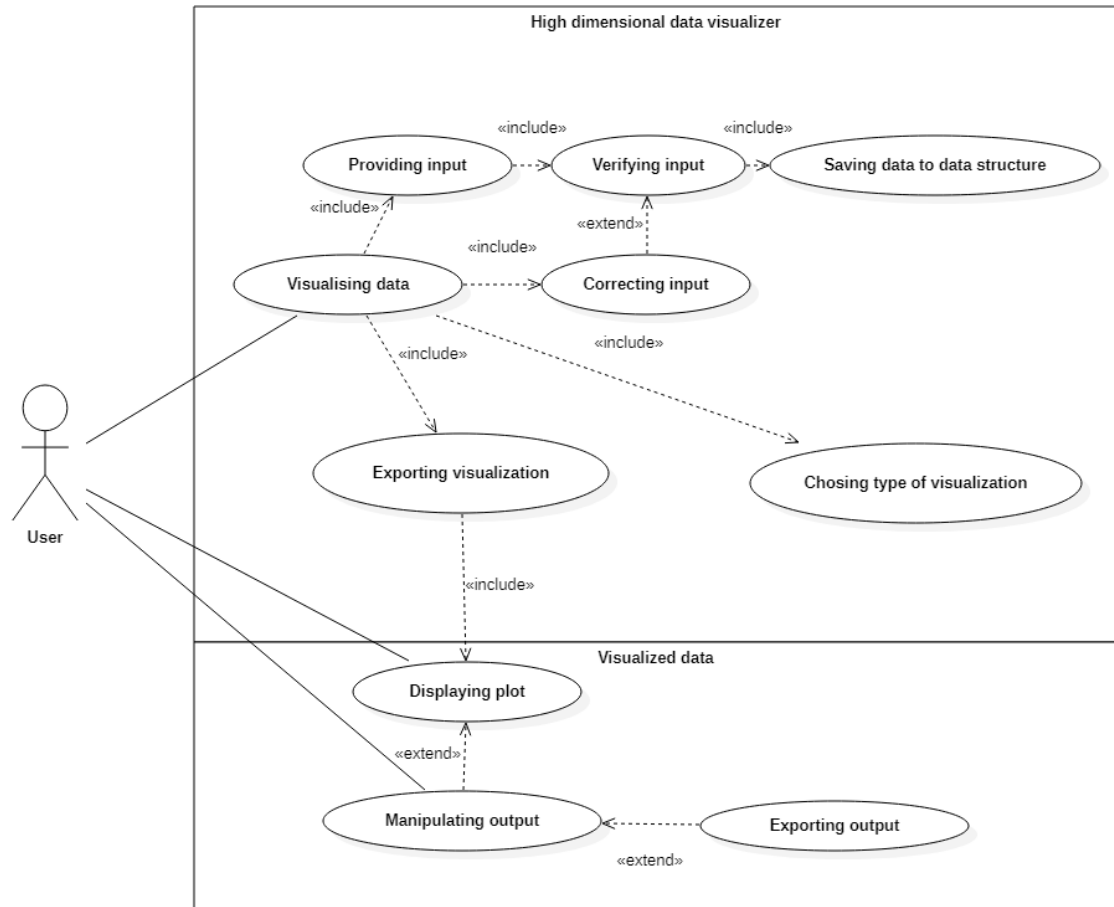 High dimensional data visualizer
«include»
«include»
Providing input
Verifying input
Saving data to data structure
«include»
«extend»
«include»
Visualising data
Correcting input
«include»
«include»
Exporting visualization
Chosing type of visualization
User
«include»
Visualized data
Displaying plot
«extend»
Manipulating output
Exporting output
«extend»